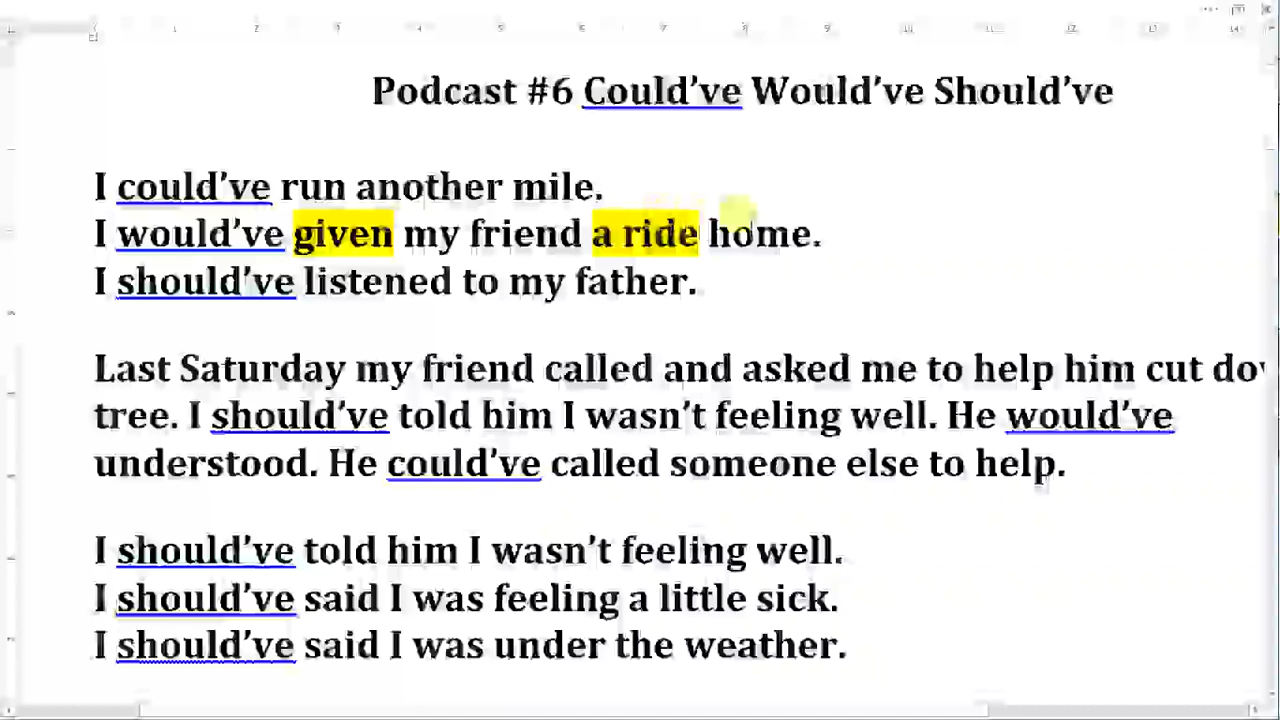 Podcast #6 Could’ve Would’ve Should’ve
I could’ve run another mile.
I would’ve given my friend a ride home.
I should’ve listened to my father.
Last Saturday my friend called and asked me to help him cut
tree. I should’ve told him I wasn’t feeling well. He would’ve
understood. He could’ve called someone else to help.
I should’ve told him I wasn’t feeling well.
I should’ve said I was feeling a little sick.
I should’ve said I was under the weather.